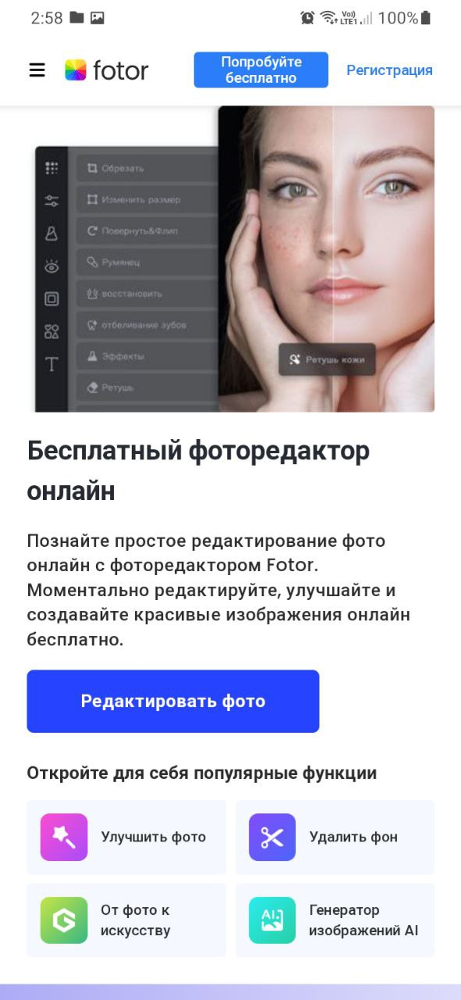 2:58
Vo)) LTE1 100%
fotor
Попробуйте
бесплатно
Регистрация
Обрезать
Изменить размер
Повернуть&Флип
Румянец
восстановить
отбеливание зубов
Эффекты
Ретушь
Ретушь кожи
Бесплатный фоторедактор
онлайн
Познайте простое редактирование фото
онлайн с фоторедактором Fotor.
Моментально редактируйте, улучшайте и
создавайте красивые изображения онлайн
бесплатно.
Редактировать фото
Откройте для себя популярные функции
Улучшить фото
Удалить фон
От фото к
искусству
AI
Генератор
изображений AI